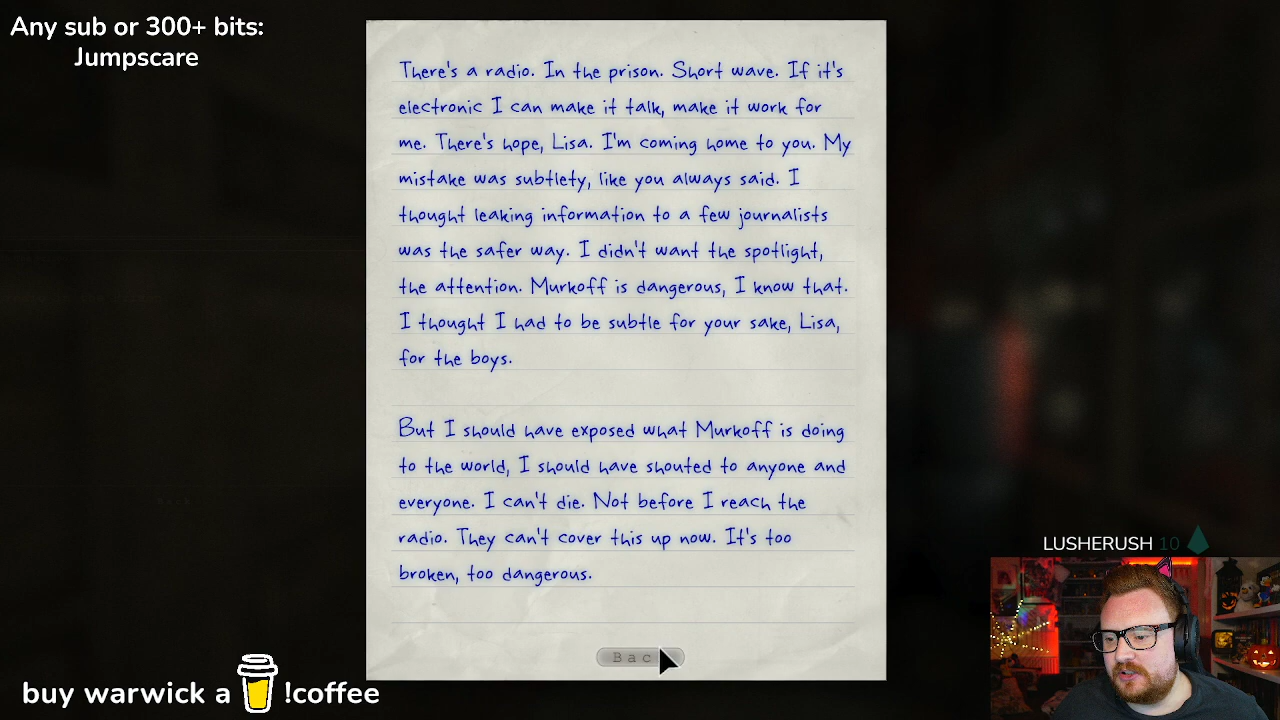 Any sub or 300+ bits:
Jumpscare
There's a radio. In the prison. Short wave. If it's
electronic I can make it talk, make it work for
me. There's hope, Lisa. I'm coming home to you. My
mistake was subtlety, like you always said. I
thought leaking information to a few journalists
was the safer way. I didn't want the spotlight,
the attention. Murkoff is dangerous, I know that.
I thought I had to be subtle for your sake, Lisa,
for the boys.
But I should have exposed what Murkoff is doing
to the world, I should have shouted to anyone and
everyone. I can't die. Not before I reach the
radio. They can't cover this up now. It's too
broken, too dangerous.
Bac
LUSHERUSH 10
buy warwick a !coffee